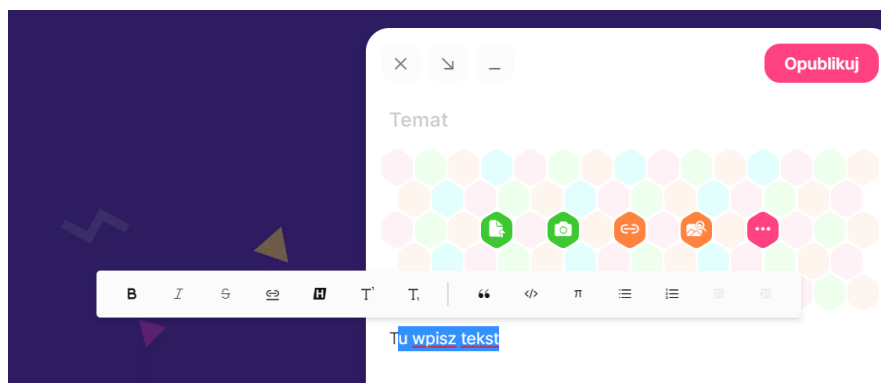 Opublikuj
Temat
B I S H T' T, “ </> π
Tu wpisz tekst